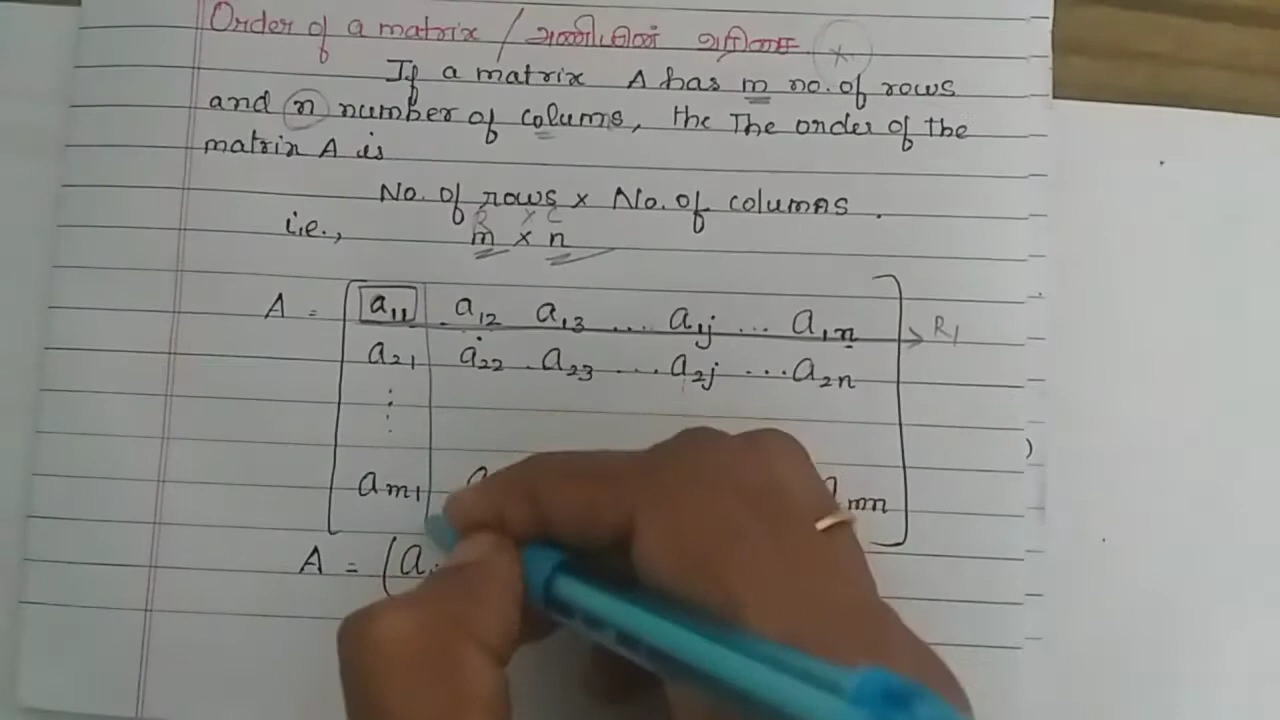 Order of a matrix / அணியின் வரிசை x
If a matrix A has m no. of rows
and n number of colums, the The order of the
matrix A is
No. of rows x No. of columns.
R x C
i.e., m x n
A = a11 a12 a13 ... a1j ... a1n R1
a21 a22 a23 ... a2j ... a2n
⋮
am1 mn
A = (a